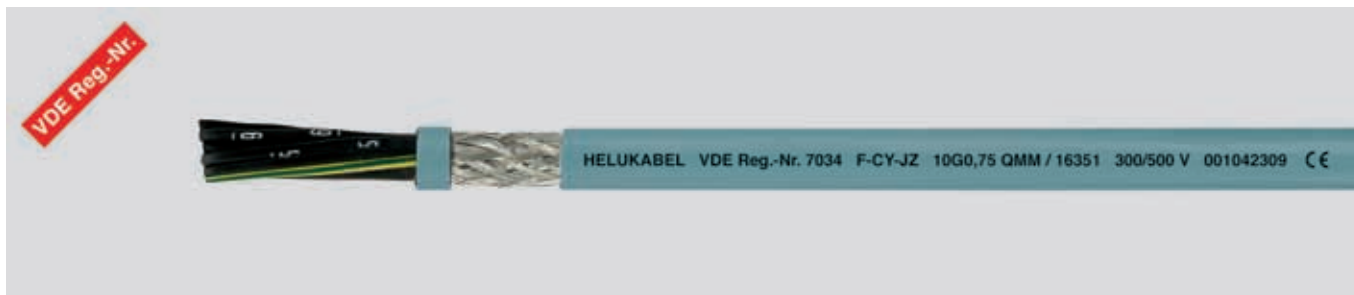 VDE Reg.-Nr.
HELUKABEL VDE Reg.-Nr. 7034 F-CY-JZ 10G0,75 QMM / 16351 300/500 V 001042309 CE